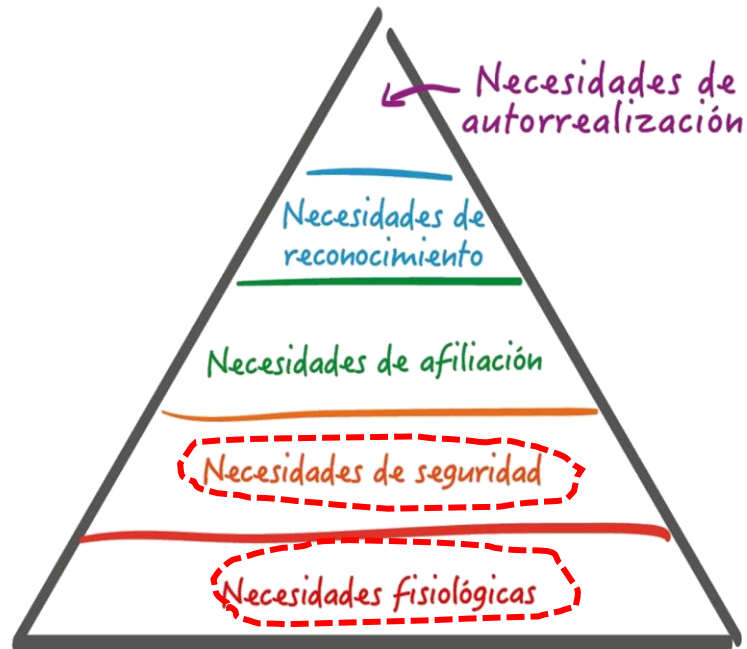 Necesidades de
autorrealización
Necesidades de
reconocimiento
Necesidades de afiliación
Necesidades de seguridad
Necesidades fisiológicas